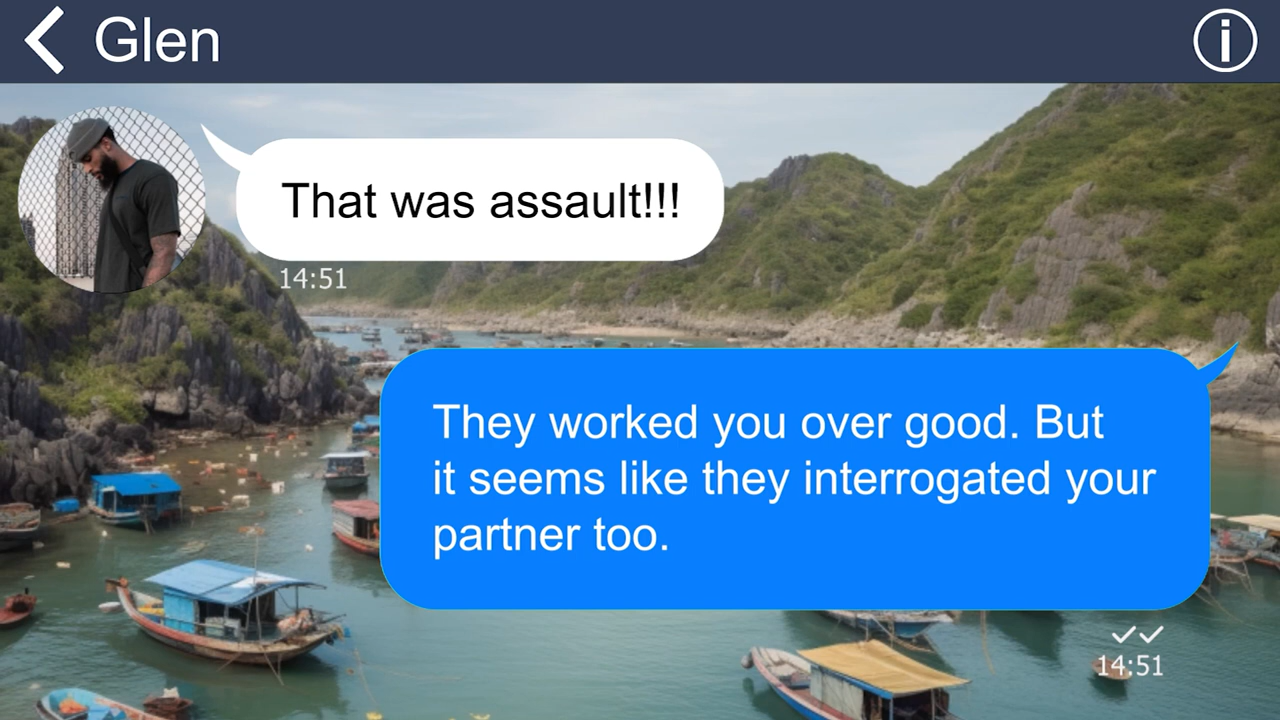 Glen
That was assault!!!
14:51
They worked you over good. But
it seems like they interrogated your
partner too.
14:51